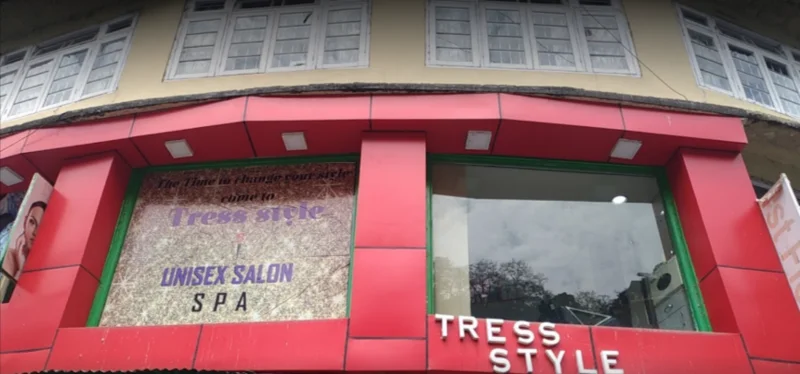 The Time to change your style
come to
Tress style
UNISEX SALON
SPA
TRESS
STYLE